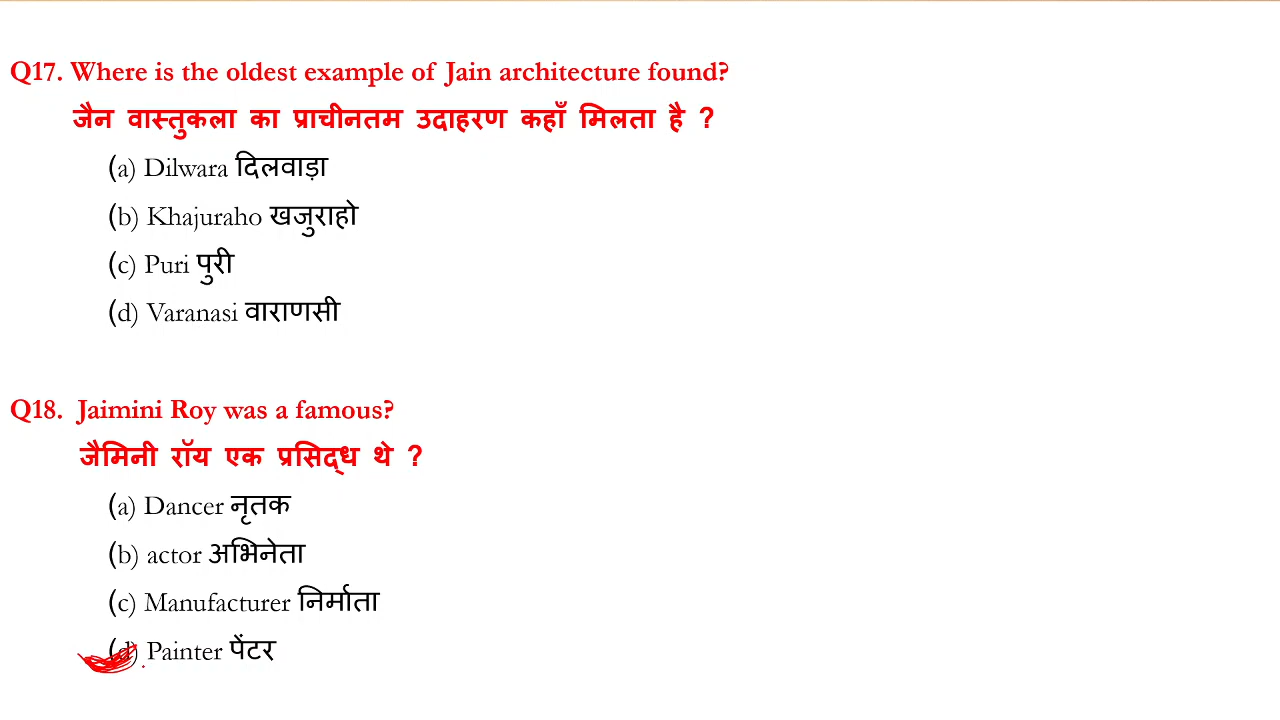 Q17. Where is the oldest example of Jain architecture found?
जैन वास्तुकला का प्राचीनतम उदाहरण कहाँ मिलता है ?
(a) Dilwara दिलवाड़ा
(b) Khajuraho खजुराहो
(c) Puri पुरी
(d) Varanasi वाराणसी
Q18. Jaimini Roy was a famous?
जैमिनी रॉय एक प्रसिद्ध थे ?
(a) Dancer नृतक
(b) actor अभिनेता
(c) Manufacturer निर्माता
(d) Painter पेंटर